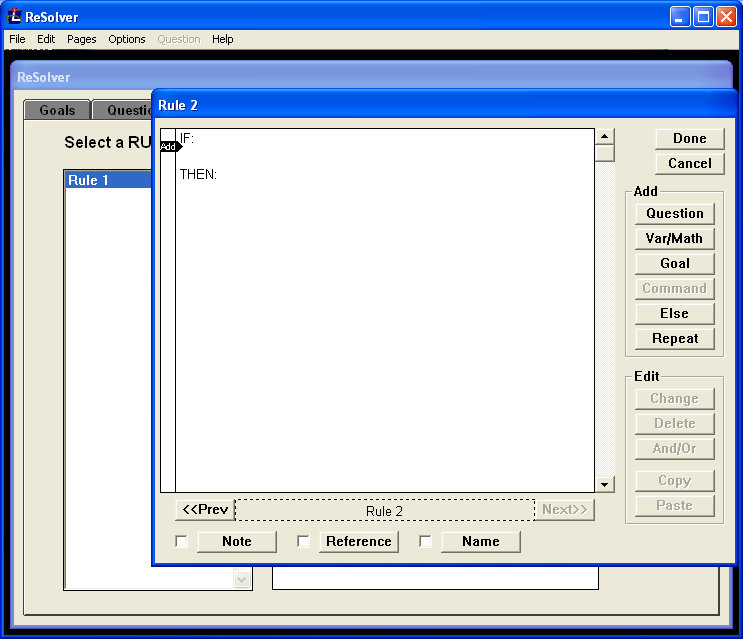 ReSolver
File Edit Pages Options Question Help
ReSolver
Goals
Rule 2
Select a RU
Rule 1
IF:
Add
THEN:
Done
Cancel
Add
Question
Var/Math
Goal
Command
Else
Repeat
Edit
Change
Delete
And/Or
Copy
Paste
<<Prev
Rule 2
Next>>
Note
Reference
Name